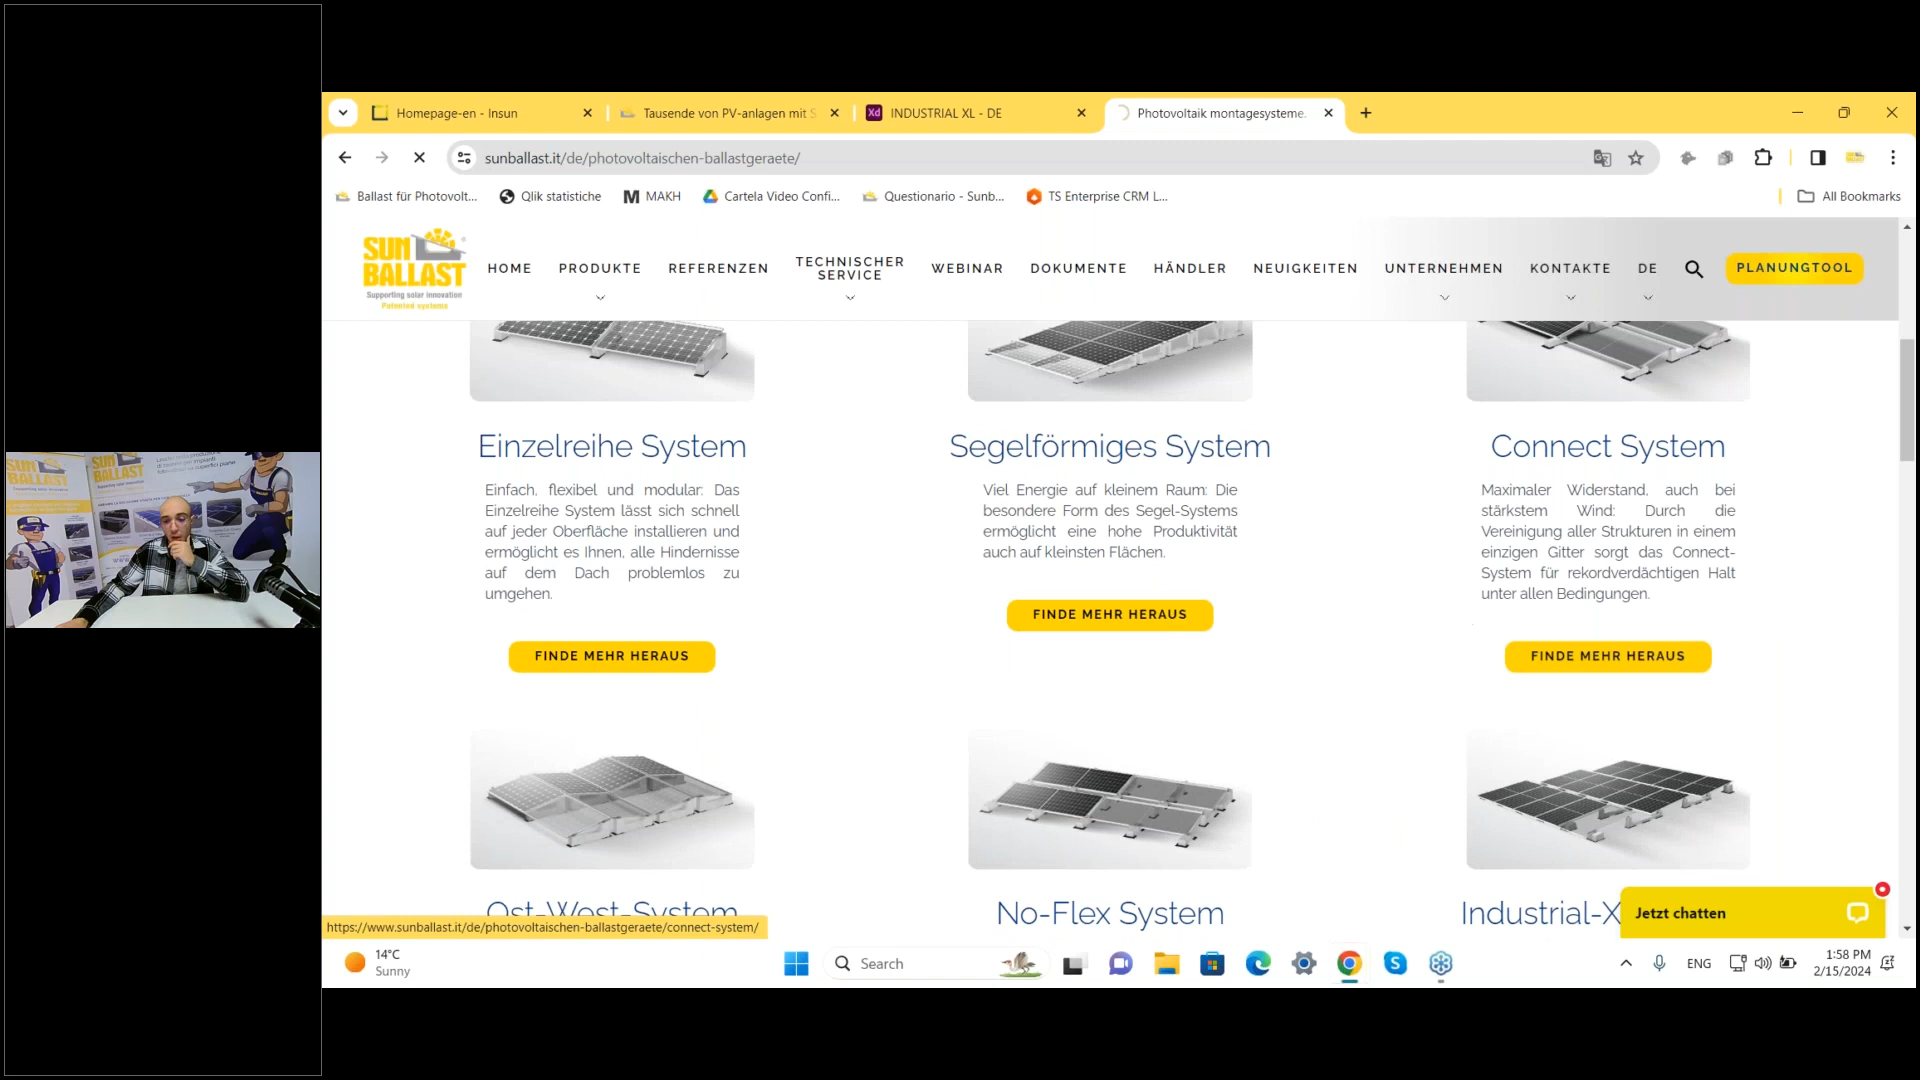 Homepage-en - Insun
Tausende von PV-anlagen mit S
Xd INDUSTRIAL XL - DE
Photovoltaik montagesysteme.
sunballast.it/de/photovoltaischen-ballastgeraete/
Ballast für Photovolt...
Qlik statistiche
M MAKH
Cartela Video Confi...
Questionario - Sunb...
TS Enterprise CRM L...
All Bookmarks
SUN
BALLAST
Supporting solar innovation
Patented systems
HOME
PRODUKTE
REFERENZEN
TECHNISCHER
SERVICE
WEBINAR
DOKUMENTE
HÄNDLER
NEUIGKEITEN
UNTERNEHMEN
KONTAKTE
DE
PLANUNGTOOL
Einzelreihe System
Einfach, flexibel und modular: Das
Einzelreihe System lässt sich schnell
auf jeder Oberfläche installieren und
ermöglicht es Ihnen, alle Hindernisse
auf dem Dach problemlos zu
umgehen.
FINDE MEHR HERAUS
Segelförmiges System
Viel Energie auf kleinem Raum: Die
besondere Form des Segel-Systems
ermöglicht eine hohe Produktivität
auch auf kleinsten Flächen.
FINDE MEHR HERAUS
Connect System
Maximaler Widerstand, auch bei
stärkstem Wind: Durch die
Vereinigung aller Strukturen in einem
einzigen Gitter sorgt das Connect-
System für rekordverdächtigen Halt
unter allen Bedingungen.
FINDE MEHR HERAUS
Ost-West-System
No-Flex System
Industrial-X
Jetzt chatten
https://www.sunballast.it/de/photovoltaischen-ballastgeraete/connect-system/
14°C
Sunny
Search
ENG
1:58 PM
2/15/2024